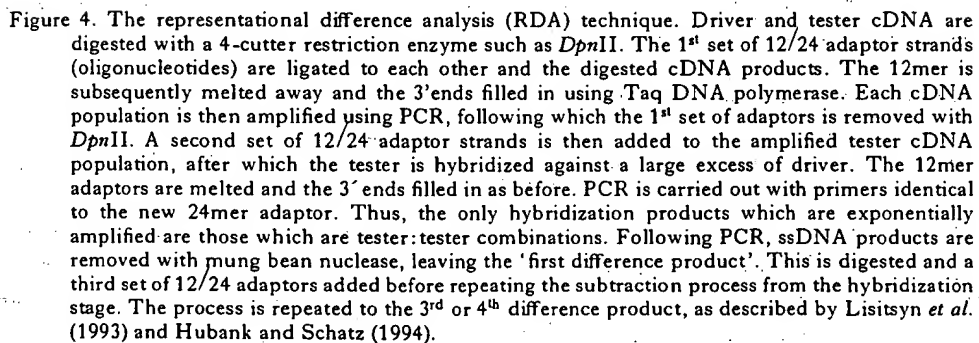 Figure 4. The representational difference analysis (RDA) technique. Driver and tester cDNA are
digested with a 4-cutter restriction enzyme such as DpnII. The 1st set of 12/24 adaptor strands
(oligonucleotides) are ligated to each other and the digested cDNA products. The 12mer is
subsequently melted away and the 3'ends filled in using Taq DNA polymerase. Each cDNA
population is then amplified using PCR, following which the 1st set of adaptors is removed with
DpnII. A second set of 12/24 adaptor strands is then added to the amplified tester cDNA
population, after which the tester is hybridized against a large excess of driver. The 12mer
adaptors are melted and the 3´ ends filled in as before. PCR is carried out with primers identical
to the new 24mer adaptor. Thus, the only hybridization products which are exponentially
amplified are those which are tester:tester combinations. Following PCR, ssDNA products are
removed with mung bean nuclease, leaving the 'first difference product'. This is digested and a
third set of 12/24 adaptors added before repeating the subtraction process from the hybridization
stage. The process is repeated to the 3rd or 4th difference product, as described by Lisitsyn et al.
(1993) and Hubank and Schatz (1994).